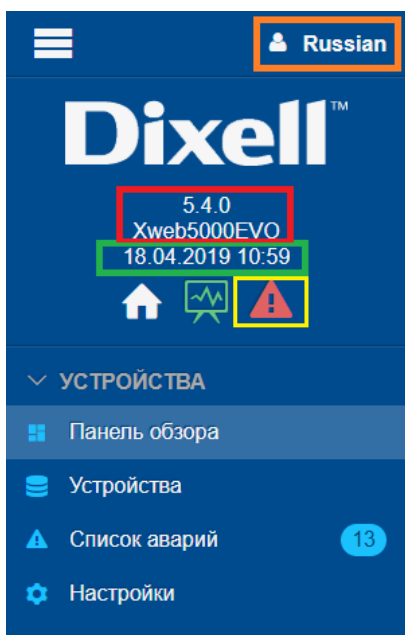 Russian
Dixell™
5.4.0
Xweb5000EVO
18.04.2019 10:59
УСТРОЙСТВА
Панель обзора
Устройства
Список аварий 13
Настройки